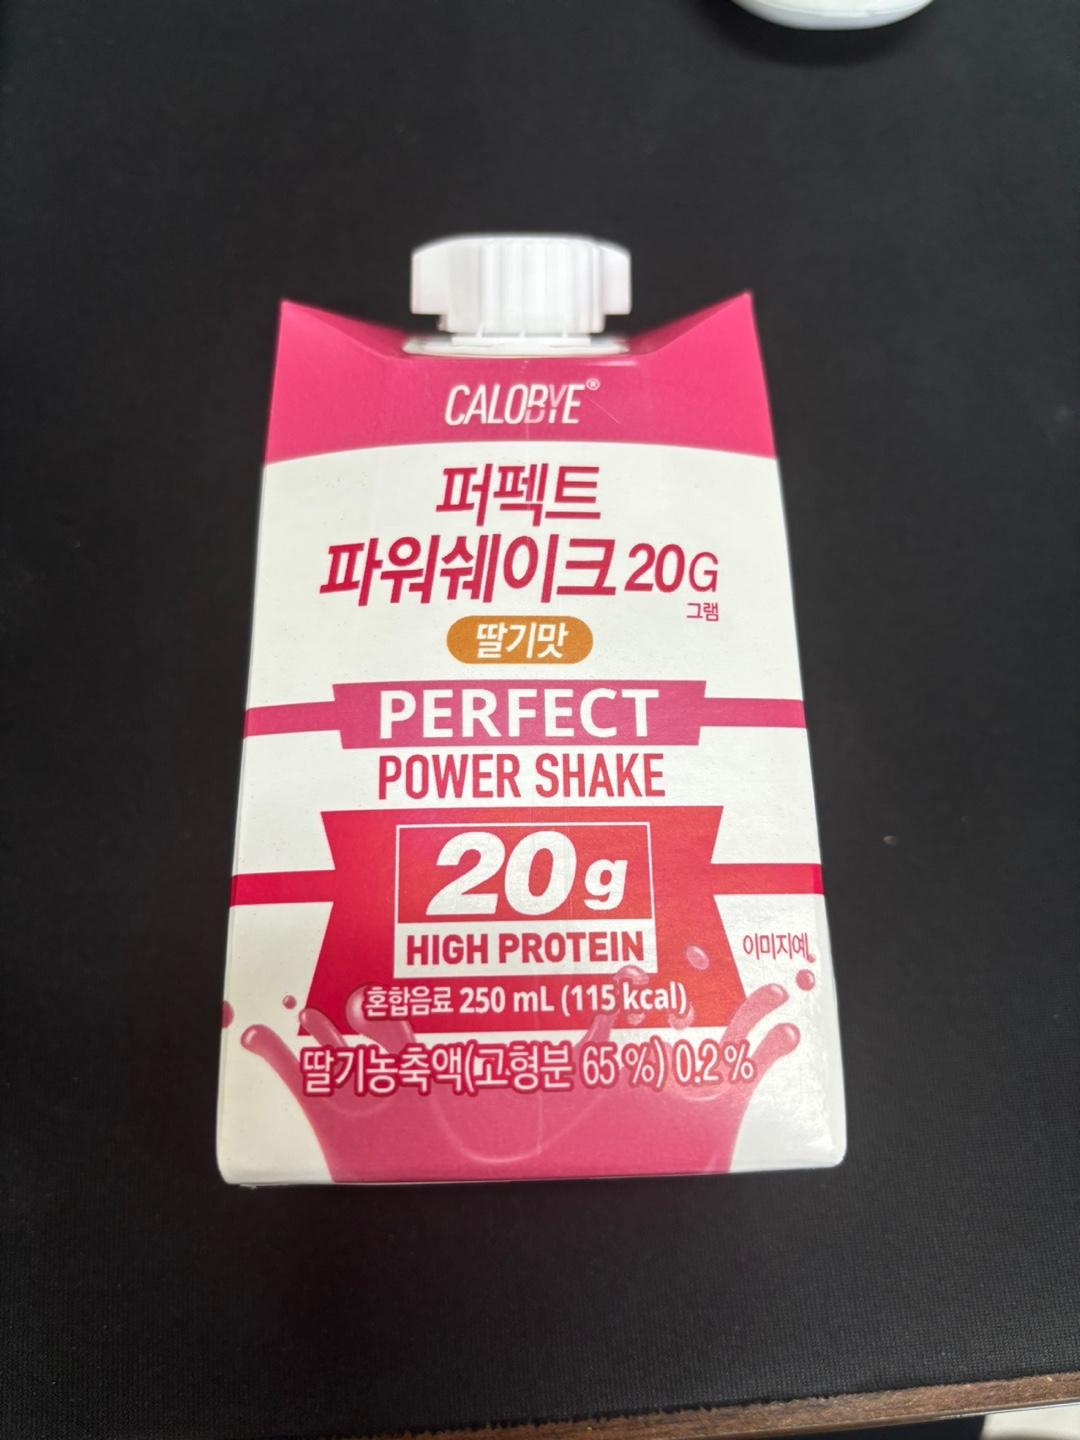 CALOBYE®
퍼펙트
파워쉐이크 20G
그램
딸기맛
PERFECT
POWER SHAKE
20g
HIGH PROTEIN
이미지예
혼합음료 250 mL (115 kcal)
딸기농축액(고형분 65 %) 0.2 %